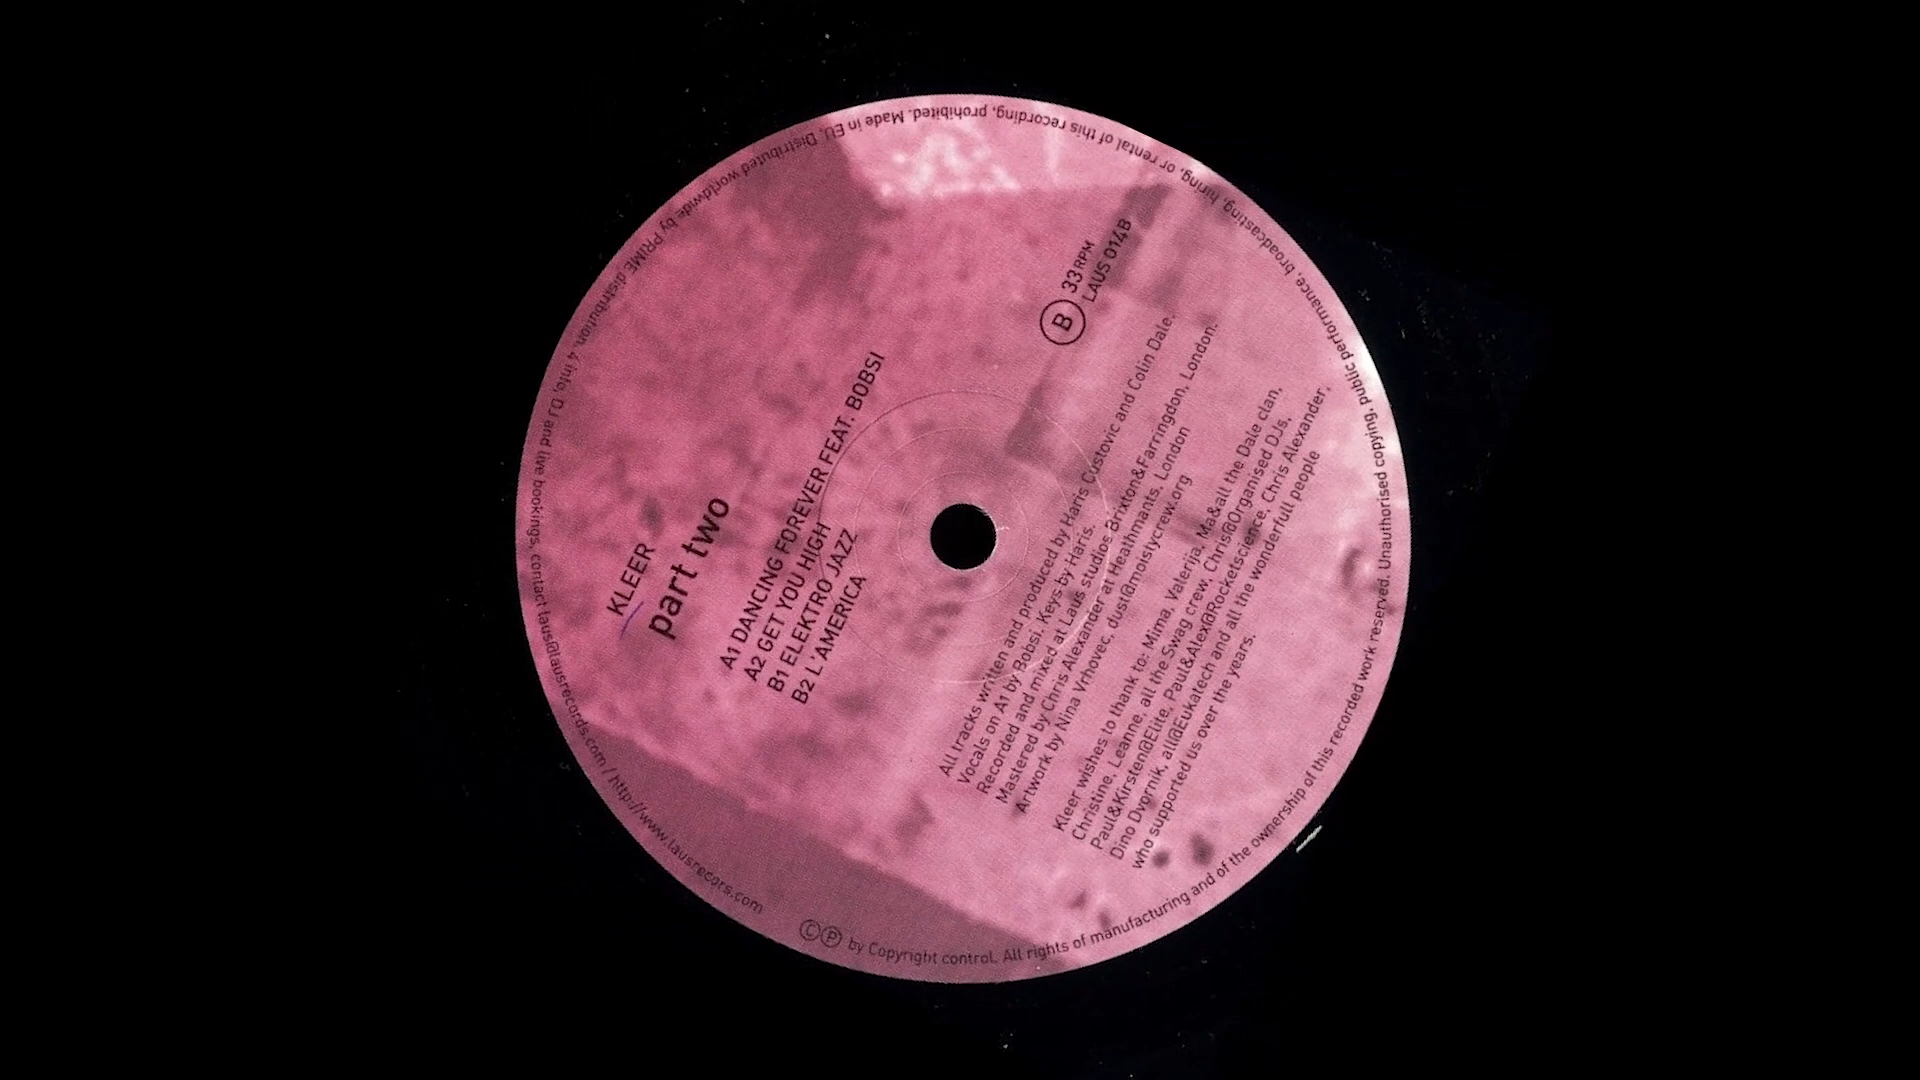 KLEER
part two
A1 DANCING FOREVER FEAT. BOBSI
A2 GET YOU HIGH
B1 ELEKTRO JAZZ
B2 L'AMERICA
B
33 RPM
LAUS 014B
All tracks written and produced by Haris Custovic and Colin Dale.
Vocals on A1 by Bobsi. Keys by Haris.
Recorded and mixed at Laus studios Brixton&Farringdon, London.
Mastered by Chris Alexander at Heathmants, London
Artwork by Nina Vrhovec, dust@moistycrew.org
Kleer wishes to thank to: Mima, Valerija, Ma&all the Dale clan,
Christine, Leanne, all the Swag crew, Chris@Organised DJs,
Paul&Kirsten@Elite, Paul&Alex@Rocketscience, Chris Alexander,
Dino Dvornik, all@Eukatech and all the wonderfull people
who supported us over the years.
Ⓒ Ⓟ by Copyright control. All rights of manufacturing and of the ownership of this recorded work reserved. Unauthorised copying, public performance, broadcasting, hiring, or rental of this recording, prohibited. Made in EU. Distributed worldwide by PRIME distribution. 4 info, DJ and live bookings, contact laus@lausrecords.com / http://www.lausrecors.com